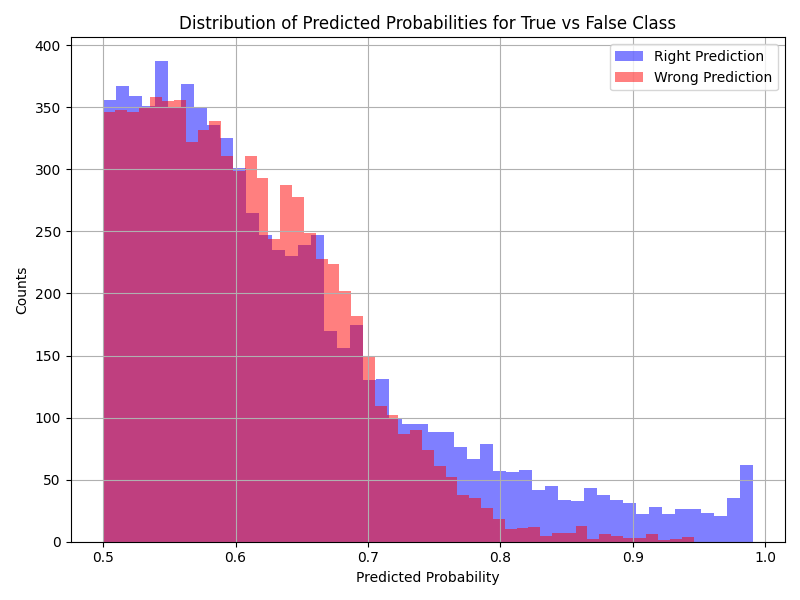 Distribution of Predicted Probabilities for True vs False Class
Right Prediction
Wrong Prediction
Counts
400
350
300
250
200
150
100
50
0
0.5 0.6 0.7 0.8 0.9 1.0
Predicted Probability